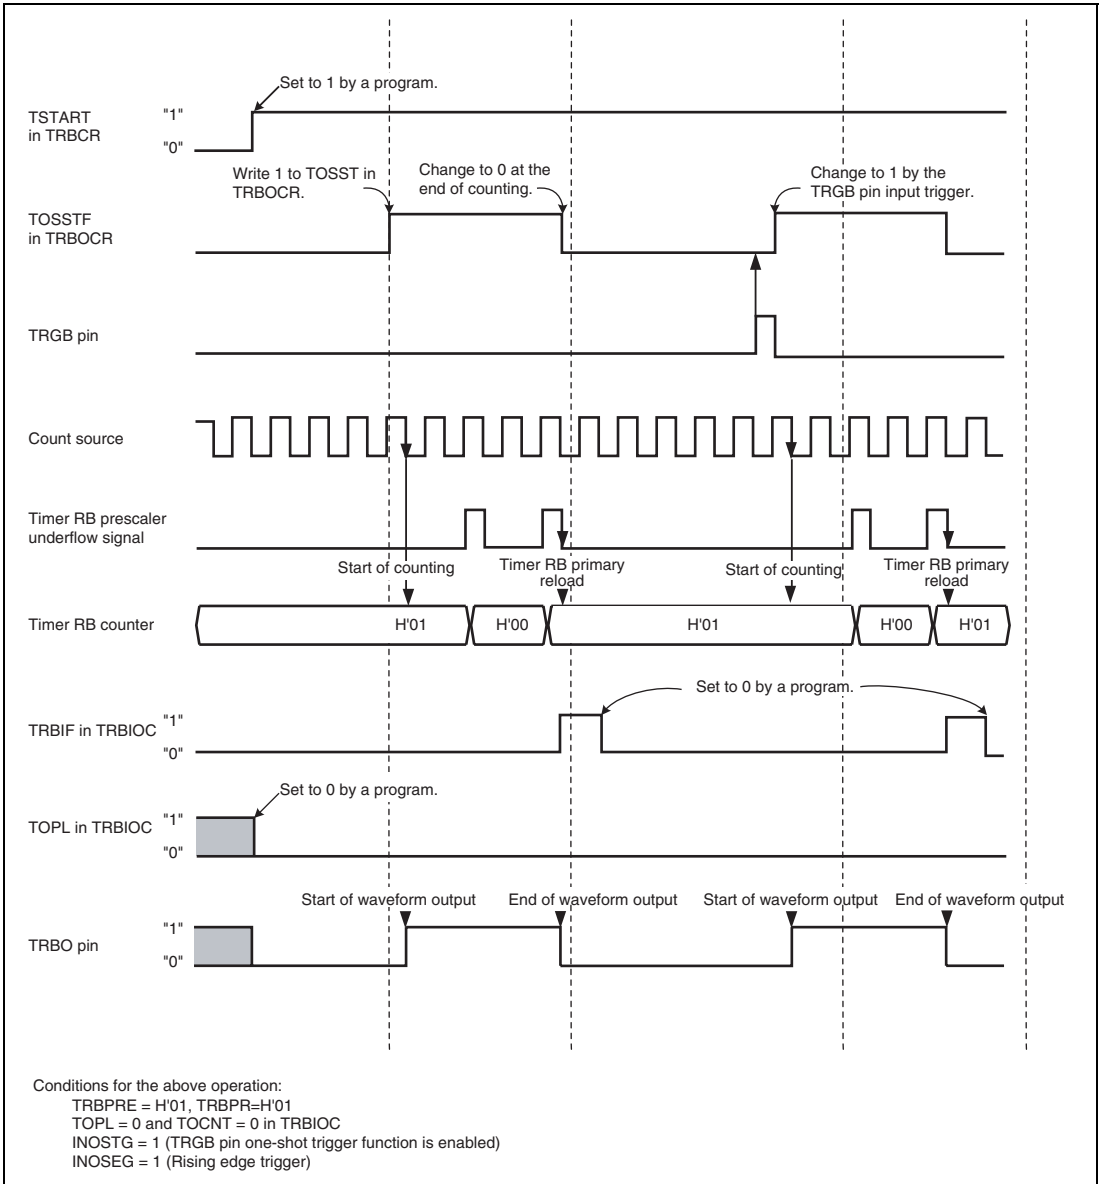 Set to 1 by a program.
TSTART
in TRBCR
"1"
"0"
Write 1 to TOSST in
TRBOCR.
Change to 0 at the
end of counting.
Change to 1 by the
TRGB pin input trigger.
TOSSTF
in TRBOCR
TRGB pin
Count source
Timer RB prescaler
underflow signal
Start of counting
Timer RB primary
reload
Start of counting
Timer RB primary
reload
Timer RB counter
H'01
H'00
H'01
H'00
H'01
Set to 0 by a program.
TRBIF in TRBIOC
"1"
"0"
Set to 0 by a program.
TOPL in TRBIOC
"1"
"0"
Start of waveform output
End of waveform output
Start of waveform output
End of waveform output
TRBO pin
"1"
"0"
Conditions for the above operation:
TRBPRE = H'01, TRBPR=H'01
TOPL = 0 and TOCNT = 0 in TRBIOC
INOSTG = 1 (TRGB pin one-shot trigger function is enabled)
INOSEG = 1 (Rising edge trigger)